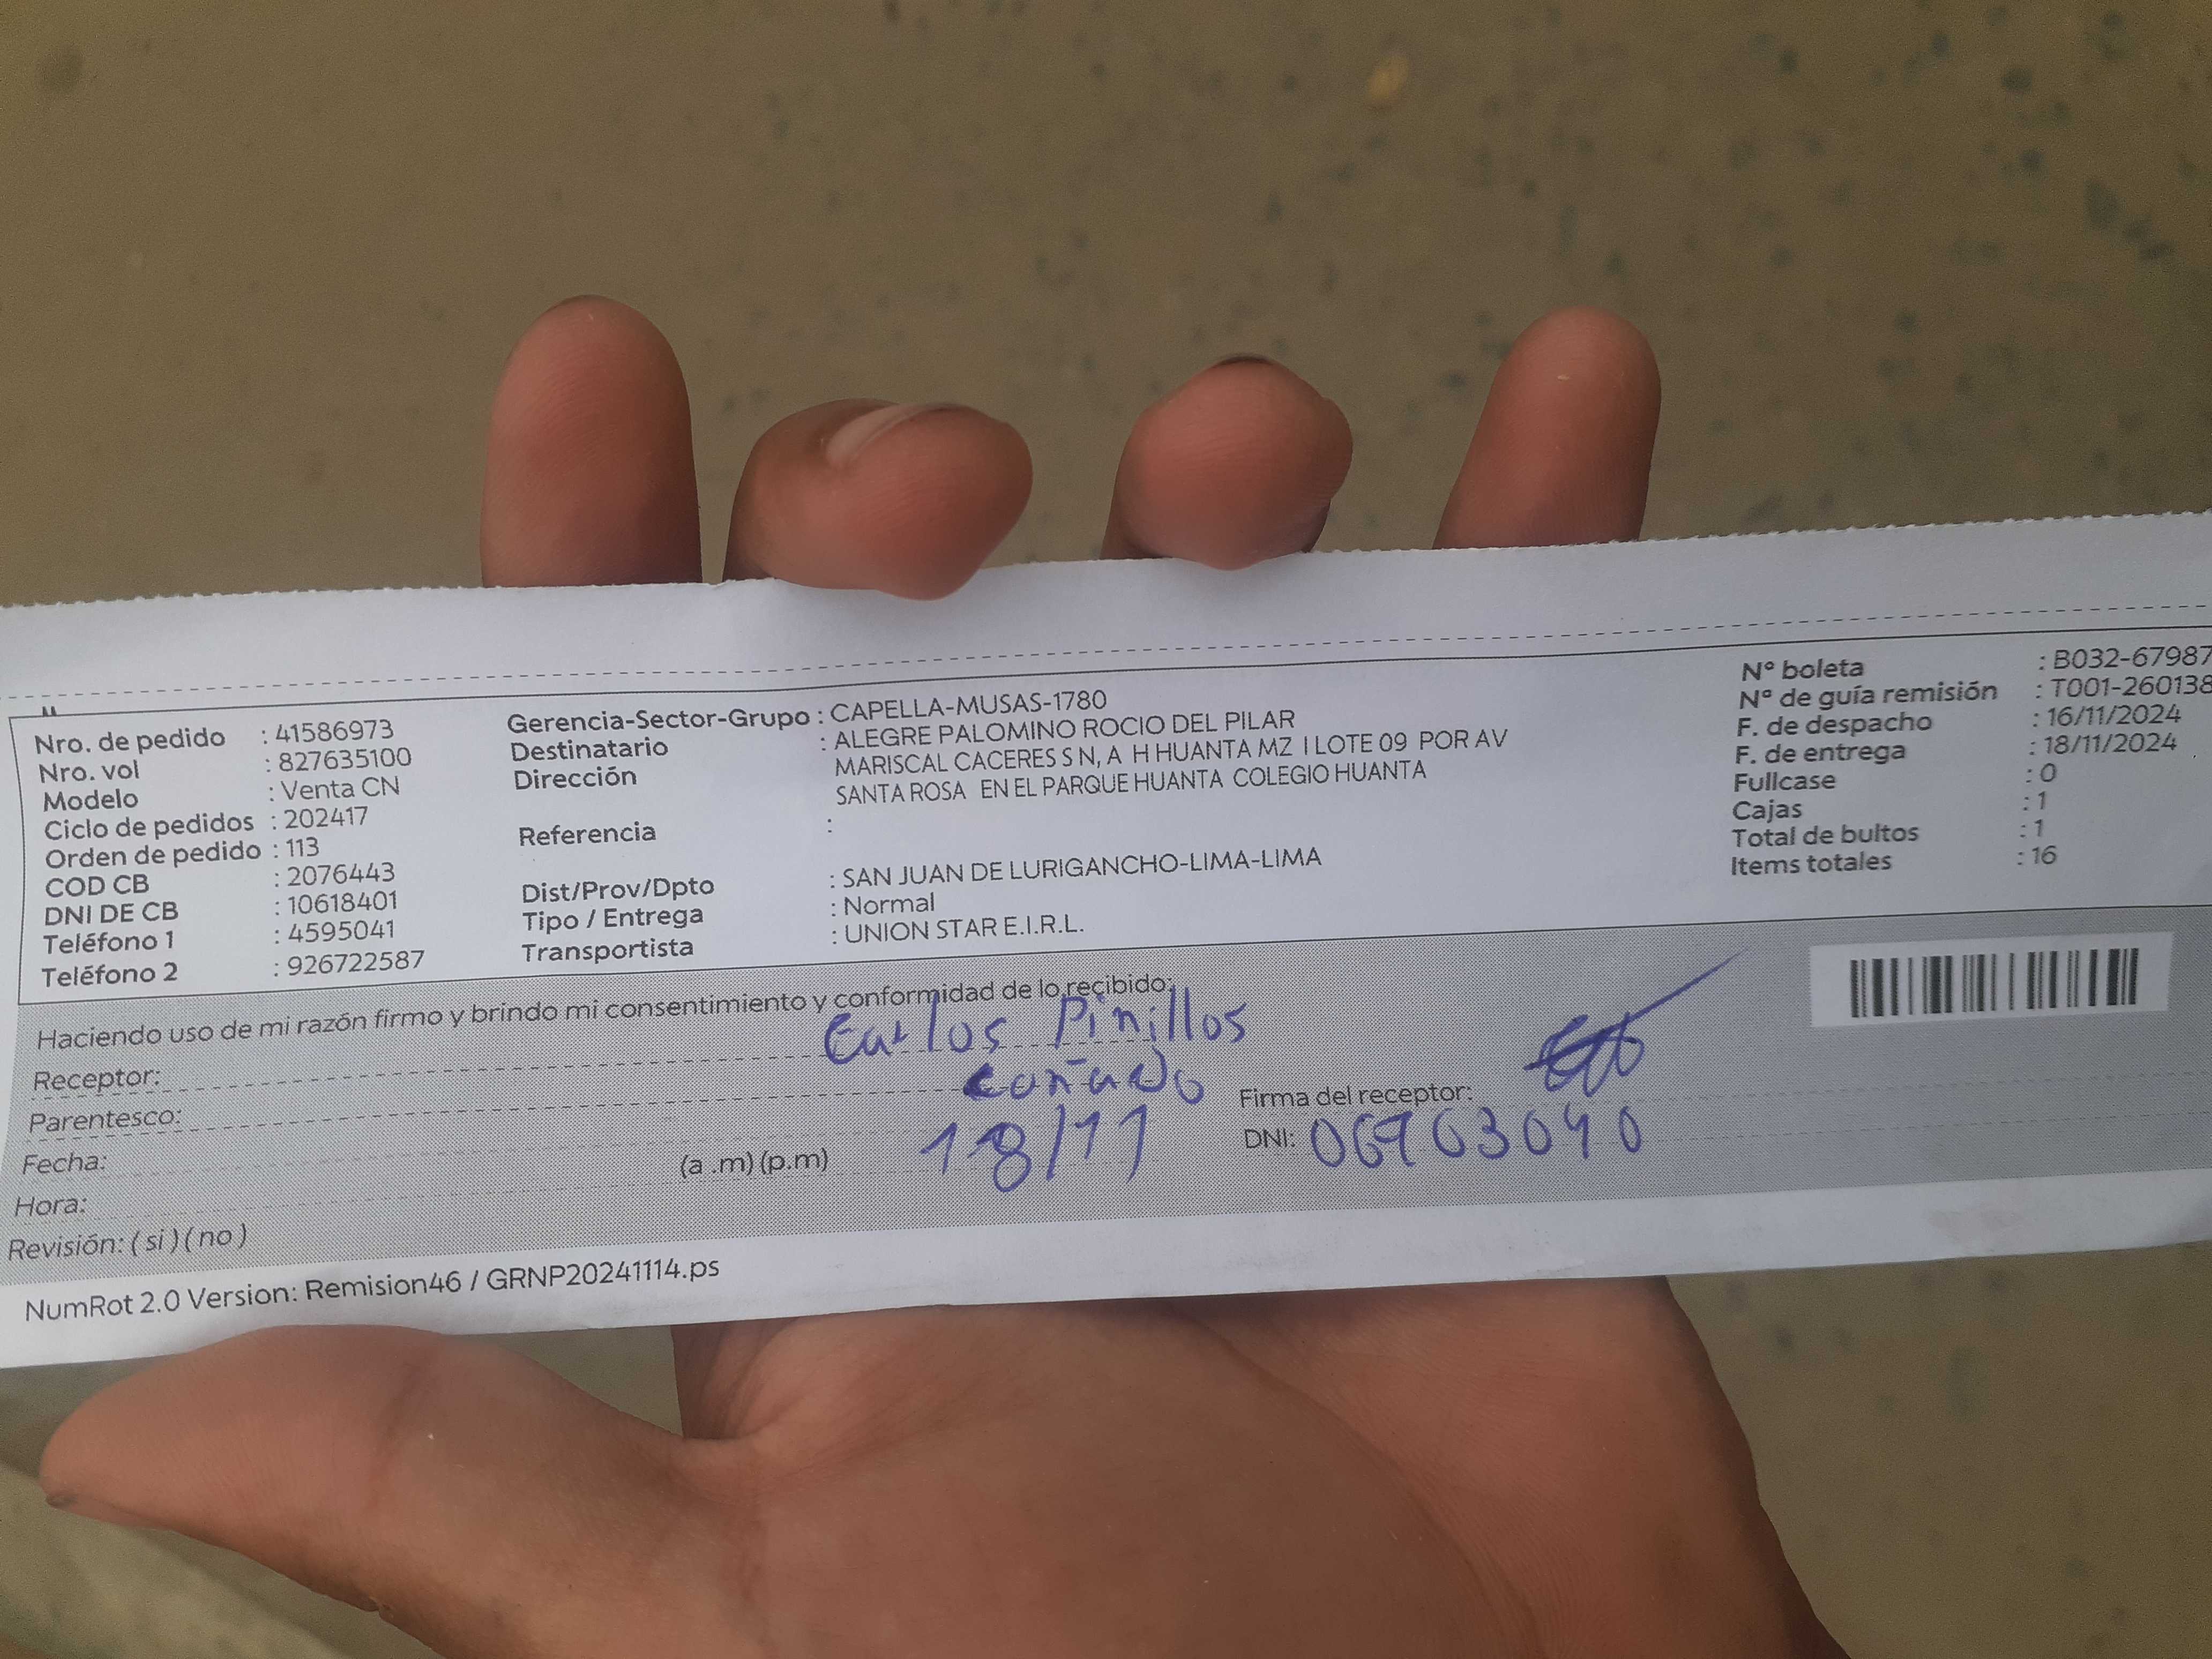 Nro. de pedido : 41586973
Nro. vol : 827635100
Modelo : Venta CN
Ciclo de pedidos : 202417
Orden de pedido : 113
COD CB : 2076443
DNI DE CB : 10618401
Teléfono 1 : 4595041
Teléfono 2 : 926722587
Gerencia-Sector-Grupo : CAPELLA-MUSAS-1780
Destinatario : ALEGRE PALOMINO ROCIO DEL PILAR
Dirección MARISCAL CACERES S N, A H HUANTA MZ I LOTE 09 POR AV
SANTA ROSA EN EL PARQUE HUANTA COLEGIO HUANTA
Referencia :
Dist/Prov/Dpto : SAN JUAN DE LURIGANCHO-LIMA-LIMA
Tipo / Entrega : Normal
Transportista : UNION STAR E.I.R.L.
N° boleta : B032-67987
N° de guía remisión : T001-260138
F. de despacho : 16/11/2024
F. de entrega : 18/11/2024
Fullcase : 0
Cajas : 1
Total de bultos : 1
Items totales : 16
Haciendo uso de mi razón firmo y brindo mi consentimiento y conformidad de lo recibido:
Receptor: Carlos Pinillos
Parentesco: cuñado
Firma del receptor:
Fecha: 18/11
DNI: 06903040
Hora: (a .m) (p.m)
Revisión: ( si ) ( no )
NumRot 2.0 Version: Remision46 / GRNP20241114.ps